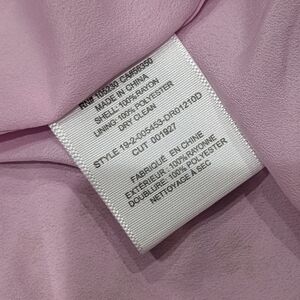 RN# 105230 CA#58350
MADE IN CHINA
SHELL: 100% RAYON
LINING: 100% POLYESTER
DRY CLEAN
STYLE 19-2-005453-DR01210D
CUT 001927
FABRIQUÉ EN CHINE
EXTÉRIEUR: 100% RAYONNE
DOUBLURE: 100% POLYESTER
NETTOYAGE À SEC